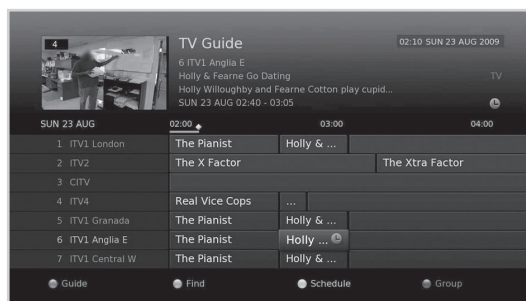 4
TV Guide
02:10 SUN 23 AUG 2009
6 ITV1 Anglia E
Holly & Fearne Go Dating
TV
Holly Willoughby and Fearne Cotton play cupid...
SUN 23 AUG 02:40 - 03:05
SUN 23 AUG 02:00 03:00 04:00
1 ITV1 London The Pianist Holly & ...
2 ITV2 The X Factor The Xtra Factor
3 CITV
4 ITV4 Real Vice Cops ...
5 ITV1 Granada The Pianist Holly & ...
6 ITV1 Anglia E The Pianist Holly ...
7 ITV1 Central W The Pianist Holly & ...
Guide Find Schedule Group